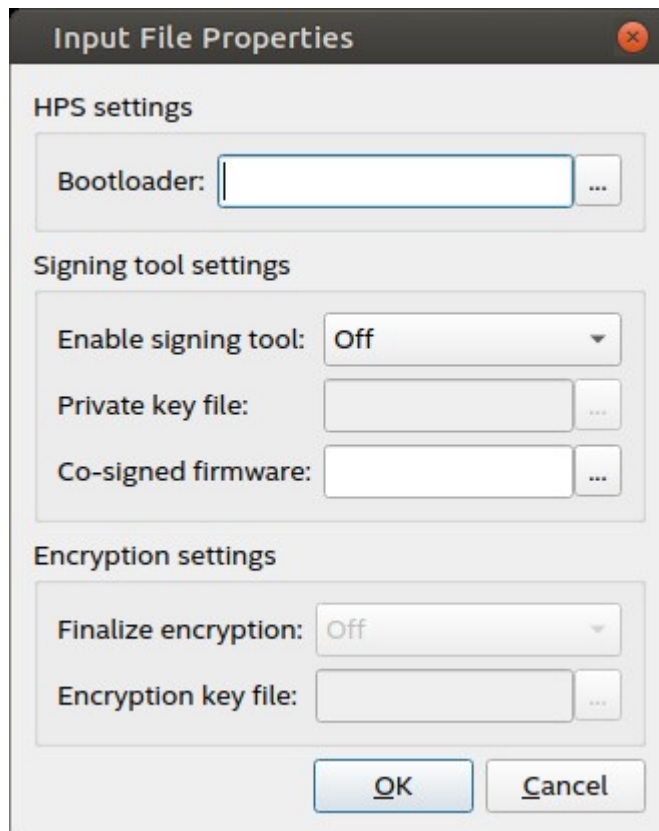 Input File Properties
HPS settings
Bootloader: ...
Signing tool settings
Enable signing tool: Off
Private key file: ...
Co-signed firmware: ...
Encryption settings
Finalize encryption: Off
Encryption key file: ...
OK Cancel